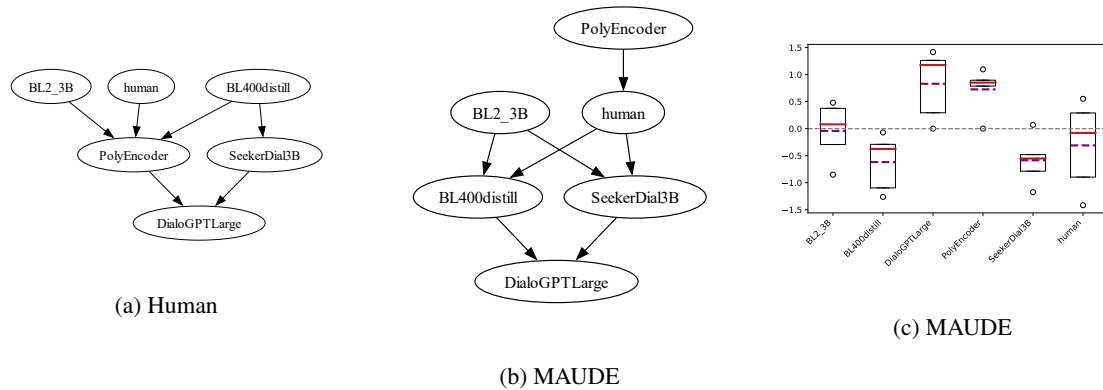 BL2_3B
human
BL400distill
PolyEncoder
SeekerDial3B
DialoGPTLarge
(a) Human
PolyEncoder
BL2_3B
human
BL400distill
SeekerDial3B
DialoGPTLarge
(b) MAUDE
1.5
1.0
0.5
0.0
−0.5
−1.0
−1.5
BL2_3B
BL400distill
DialoGPTLarge
PolyEncoder
SeekerDial3B
human
(c) MAUDE